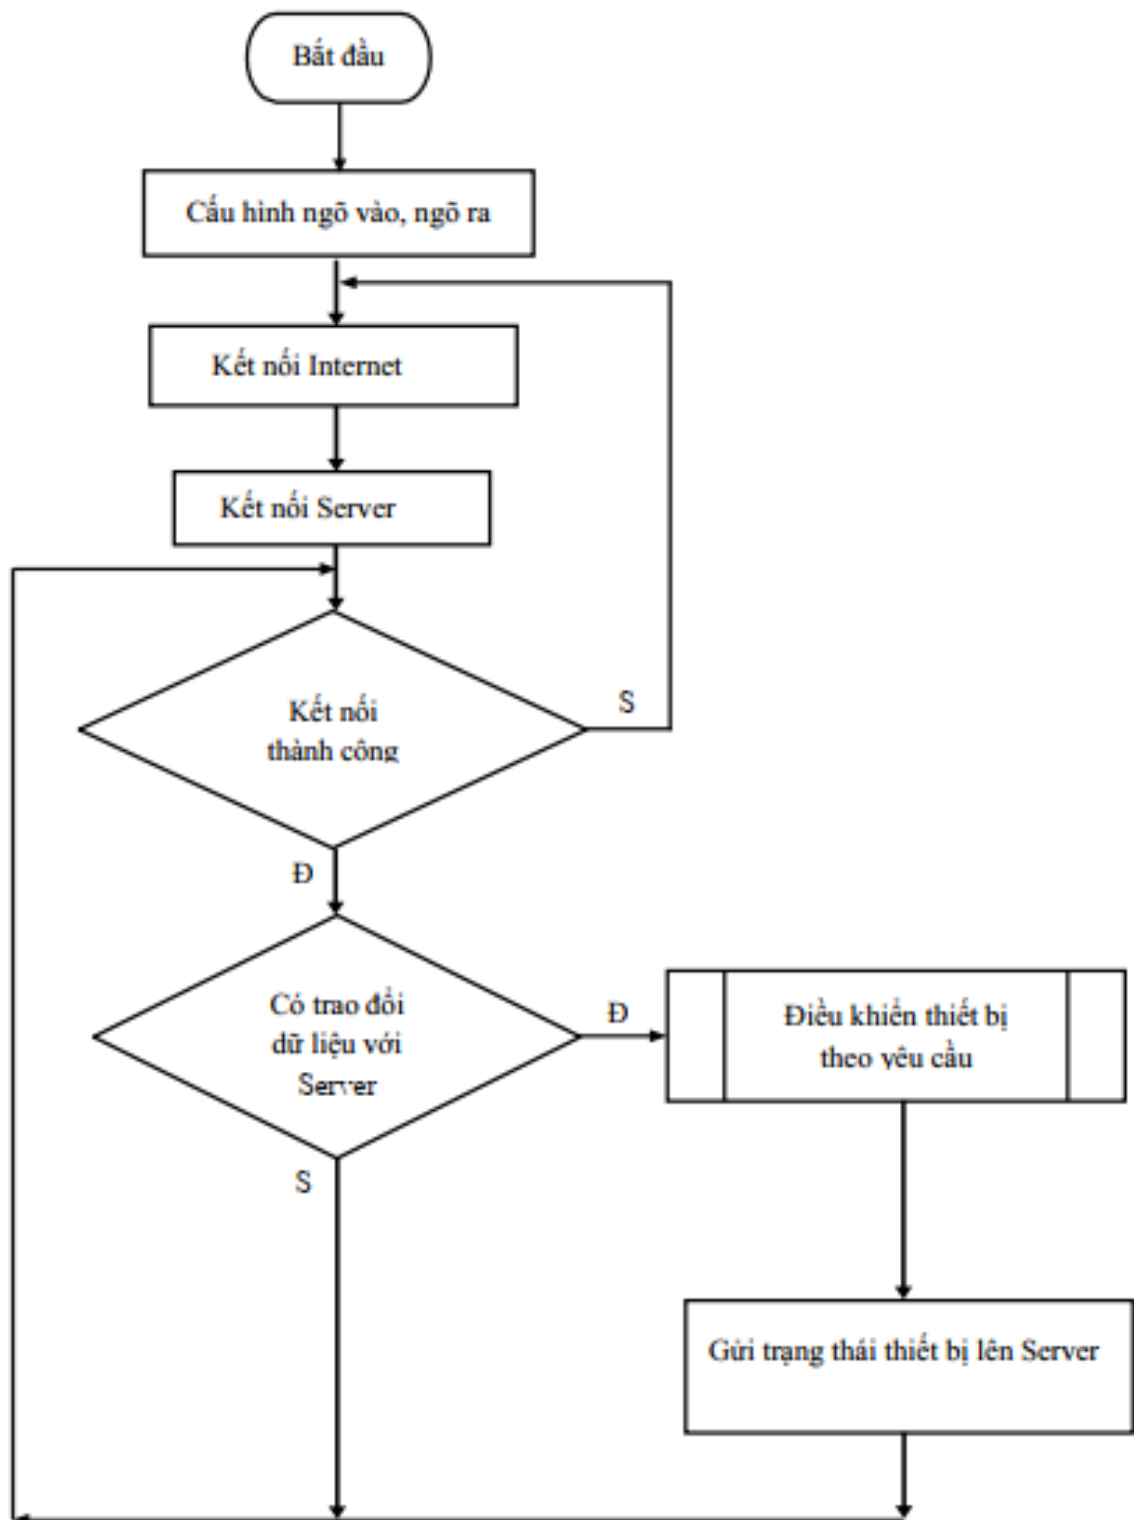 Bắt đầu
Cấu hình ngõ vào, ngõ ra
Kết nối Internet
Kết nối Server
Kết nối
thành công
S
Đ
Có trao đổi
dữ liệu với
Server
Đ
Điều khiển thiết bị
theo yêu cầu
S
Gửi trạng thái thiết bị lên Server